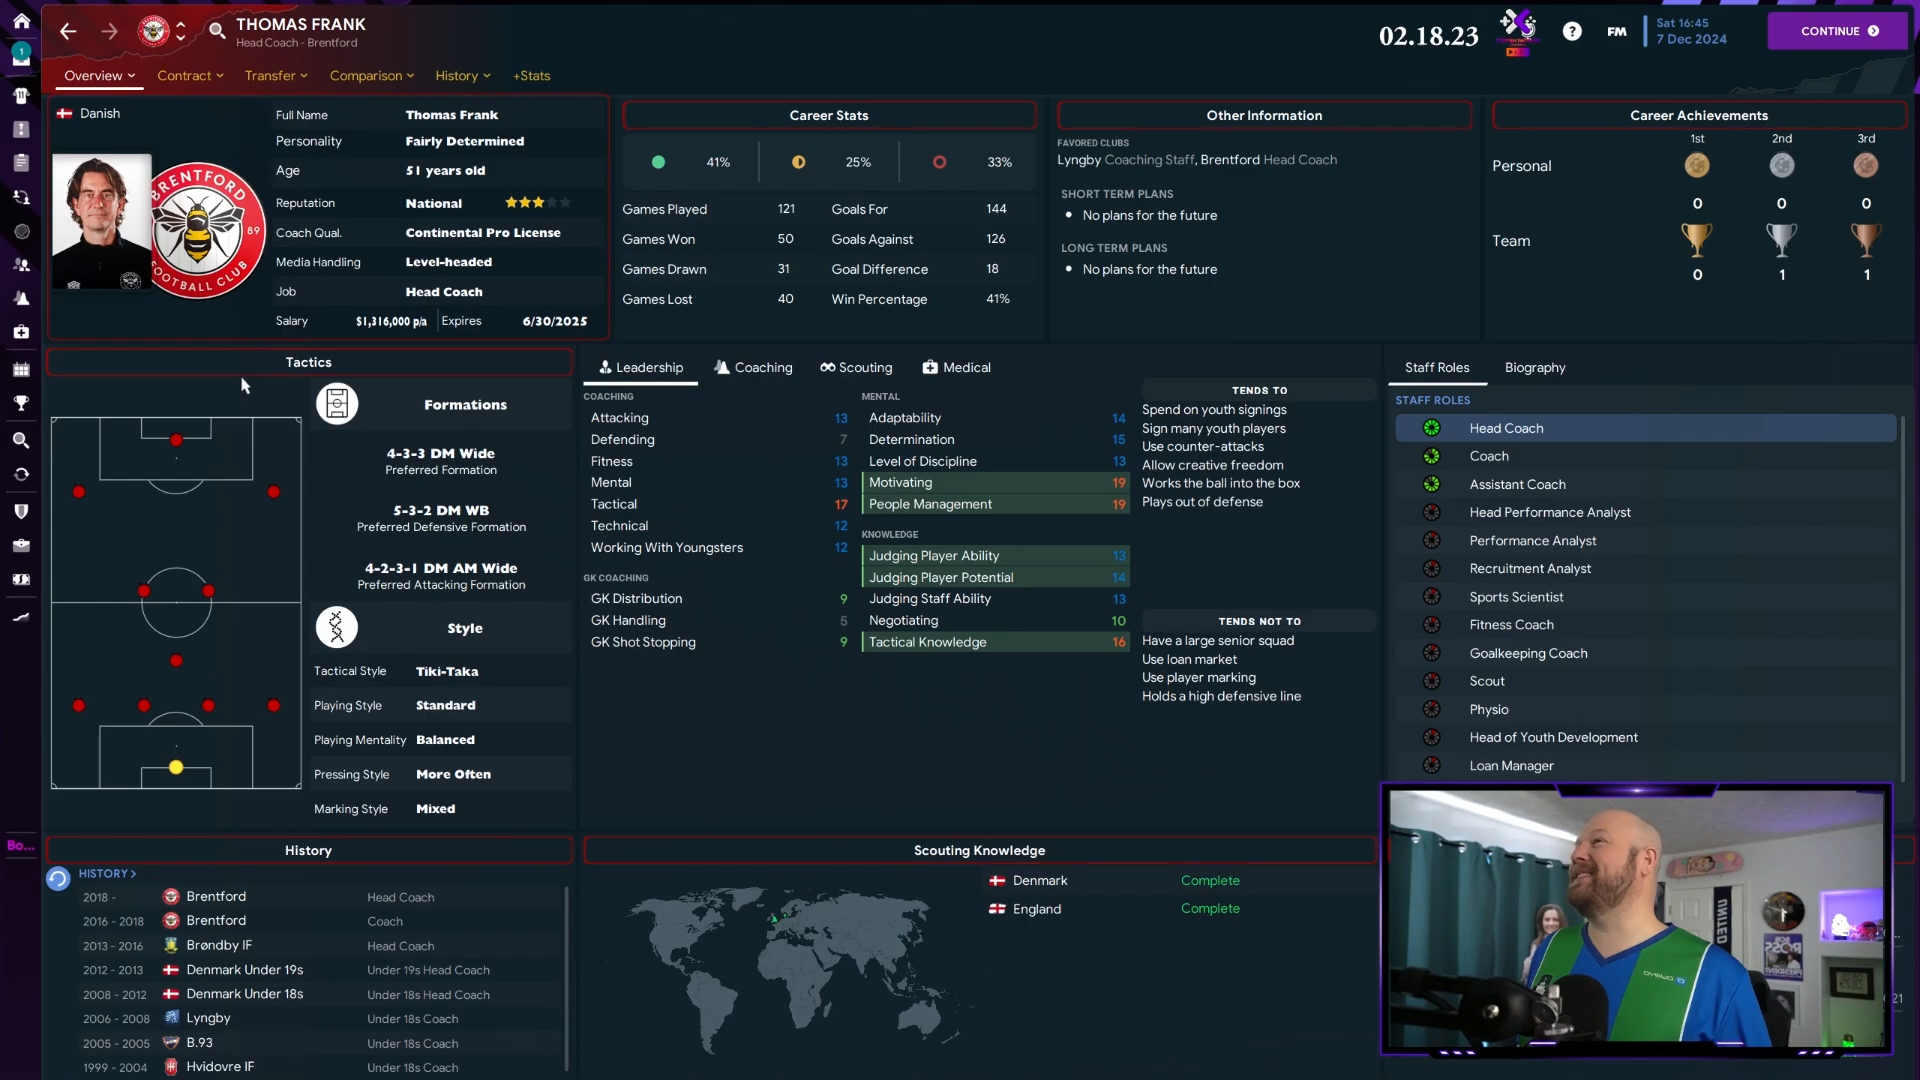 THOMAS FRANK
Head Coach - Brentford
02.18.23
FM
Sat 16:45
7 Dec 2024
CONTINUE
1
Overview
Contract
Transfer
Comparison
History
+Stats
Danish
BRENTFORD
FOOTBALL CLUB
89
Full Name Thomas Frank
Personality Fairly Determined
Age 51 years old
Reputation National
Coach Qual. Continental Pro License
Media Handling Level-headed
Job Head Coach
Salary $1,316,000 p/a Expires 6/30/2025
Career Stats
41% 25% 33%
Games Played 121 Goals For 144
Games Won 50 Goals Against 126
Games Drawn 31 Goal Difference 18
Games Lost 40 Win Percentage 41%
Other Information
FAVORED CLUBS
Lyngby Coaching Staff, Brentford Head Coach
SHORT TERM PLANS
• No plans for the future
LONG TERM PLANS
• No plans for the future
Career Achievements
1st 2nd 3rd
Personal
0 0 0
Team
0 1 1
Tactics
Formations
4-3-3 DM Wide
Preferred Formation
5-3-2 DM WB
Preferred Defensive Formation
4-2-3-1 DM AM Wide
Preferred Attacking Formation
Style
Tactical Style Tiki-Taka
Playing Style Standard
Playing Mentality Balanced
Pressing Style More Often
Marking Style Mixed
Leadership
Coaching
Scouting
Medical
COACHING
Attacking 13
Defending 7
Fitness 13
Mental 13
Tactical 17
Technical 12
Working With Youngsters 12
GK COACHING
GK Distribution 9
GK Handling 5
GK Shot Stopping 9
MENTAL
Adaptability 14
Determination 15
Level of Discipline 13
Motivating 19
People Management 19
KNOWLEDGE
Judging Player Ability 13
Judging Player Potential 14
Judging Staff Ability 13
Negotiating 10
Tactical Knowledge 16
TENDS TO
Spend on youth signings
Sign many youth players
Use counter-attacks
Allow creative freedom
Works the ball into the box
Plays out of defense
TENDS NOT TO
Have a large senior squad
Use loan market
Use player marking
Holds a high defensive line
Staff Roles
Biography
STAFF ROLES
Head Coach
Coach
Assistant Coach
Head Performance Analyst
Performance Analyst
Recruitment Analyst
Sports Scientist
Fitness Coach
Goalkeeping Coach
Scout
Physio
Head of Youth Development
Loan Manager
Bo...
History
HISTORY >
2018 - Brentford Head Coach
2016 - 2018 Brentford Coach
2013 - 2016 Brøndby IF Head Coach
2012 - 2013 Denmark Under 19s Under 19s Head Coach
2008 - 2012 Denmark Under 18s Under 18s Head Coach
2006 - 2008 Lyngby Under 18s Coach
2005 - 2005 B.93 Under 18s Coach
1999 - 2004 Hvidovre IF Under 18s Coach
Scouting Knowledge
Denmark Complete
England Complete
UNITED
BOB
ROSS
PRESIDENT
21